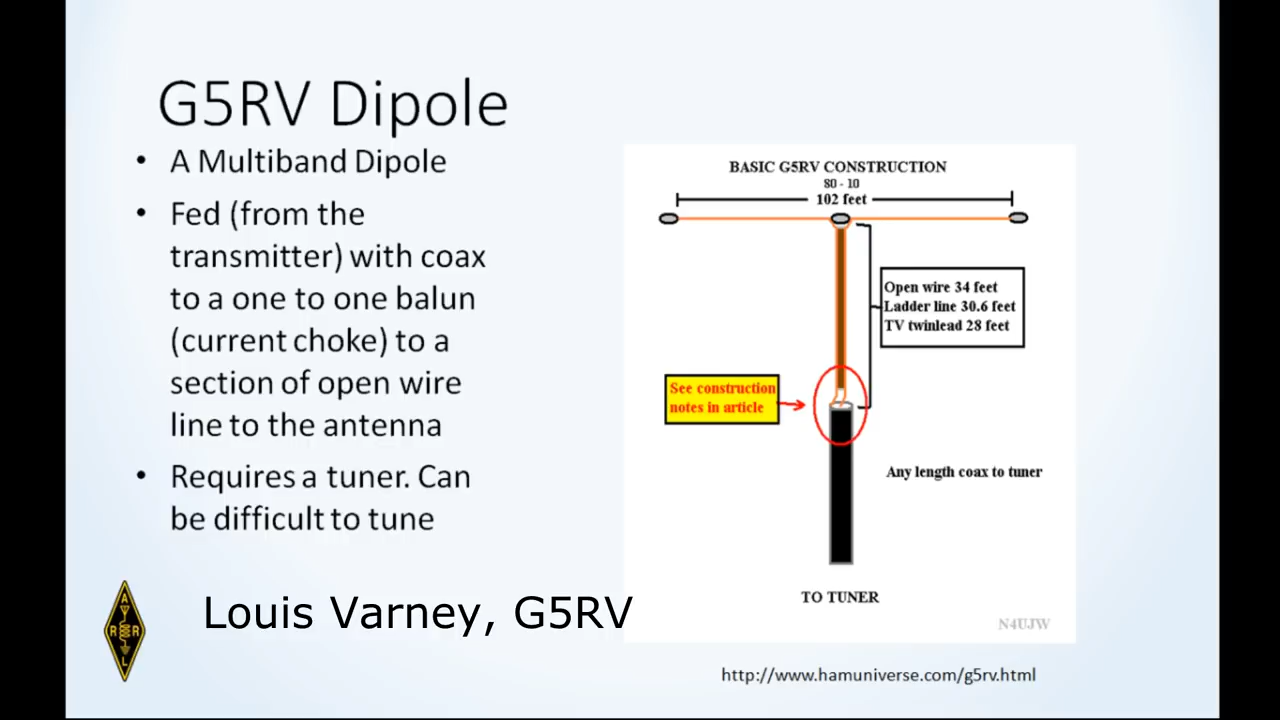 G5RV Dipole
• A Multiband Dipole
• Fed (from the
transmitter) with coax
to a one to one balun
(current choke) to a
section of open wire
line to the antenna
• Requires a tuner. Can
be difficult to tune
Louis Varney, G5RV
A
R R
L
BASIC G5RV CONSTRUCTION
80 - 10
102 feet
Open wire 34 feet
Ladder line 30.6 feet
TV twinlead 28 feet
See construction
notes in article
Any length coax to tuner
TO TUNER
N4UJW
http://www.hamuniverse.com/g5rv.html